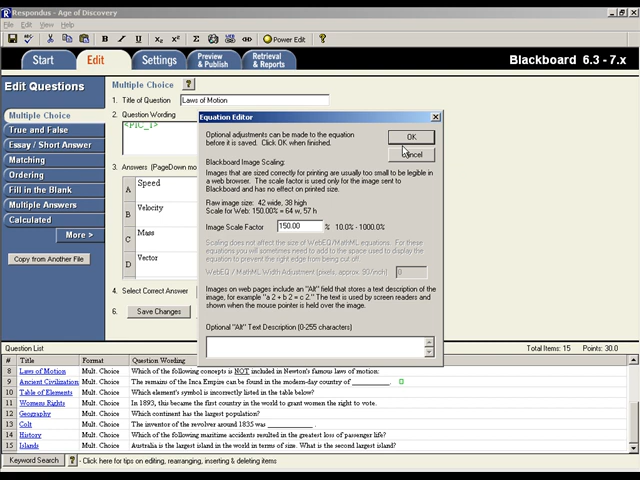 Respondus - Age of Discovery
File Edit View Help
B I U x₂ x² Σ Power Edit ?
Start
Edit
Settings
Preview
& Publish
Retrieval
& Reports
Blackboard 6.3 - 7.x
Edit Questions
Multiple Choice
True and False
Essay / Short Answer
Matching
Ordering
Fill in the Blank
Multiple Answers
Calculated
More >
Copy from Another File
Multiple Choice ?
1. Title of Question Laws of Motion
2. Question Wording
<PIC_1>
3. Answers (PageDown mo
A Speed
B Velocity
C Mass
D Vector
4. Select Correct Answer
6. Save Changes
Equation Editor
Optional adjustments can be made to the equation
before it is saved. Click OK when finished.
OK
Cancel
Blackboard Image Scaling:
Images that are sized correctly for printing are usually too small to be legible in
a web browser. The scale factor is used only for the image sent to
Blackboard and has no effect on printed size.
Raw image size: 42 wide, 38 high
Scale for Web: 150.00% = 64 w, 57 h
Image Scale Factor 150.00 % 10.0% - 1000.0%
Scaling does not affect the size of WebEQ/MathML equations. For these
equations you will sometimes need to add to the space used to display the
equation to prevent the right edge from being cut off.
WebEQ / MathML Width Adjustment (pixels, approx. 90/inch) 0
Images on web pages include an "Alt" field that stores a text description of the
image, for example "a 2 + b 2 = c 2." The text is used by screen readers and
shown when the mouse pointer is held over the image.
Optional "Alt" Text Description (0-255 characters)
Question List Total Items: 15 Points: 30.0
# Title Format Question Wording
8 Laws of Motion Mult. Choice Which of the following concepts is NOT included in Newton's famous laws of motion:
9 Ancient Civilization Mult. Choice The remains of the Inca Empire can be found in the modern-day country of __________.
10 Table of Elements Mult. Choice Which element's symbol is incorrectly listed in the table below?
11 Womens Rights Mult. Choice In 1893, this became the first country in the world to grant women the right to vote.
12 Geography Mult. Choice Which continent has the largest population?
13 Colt Mult. Choice The inventor of the revolver around 1835 was ____________ .
14 History Mult. Choice Which of the following maritime accidents resulted in the greatest loss of passenger life?
15 Islands Mult. Choice Australia is the largest island in the world in terms of size. What is the second largest island?
Keyword Search ? - Click here for tips on editing, rearranging, inserting & deleting items